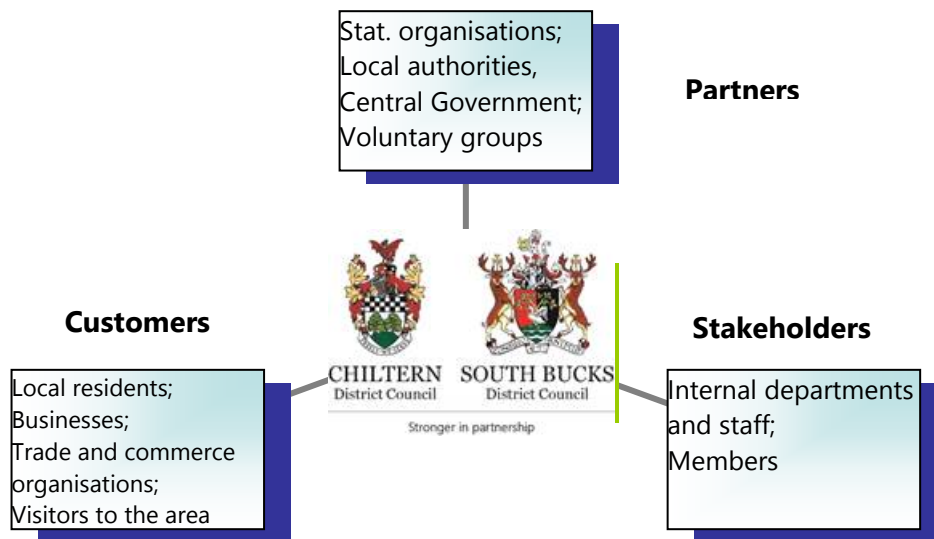 Stat. organisations;
Local authorities,
Central Government;
Voluntary groups
Partners
CHILTERN
District Council
SOUTH BUCKS
District Council
Stronger in partnership
Customers
Local residents;
Businesses;
Trade and commerce
organisations;
Visitors to the area
Stakeholders
Internal departments
and staff;
Members